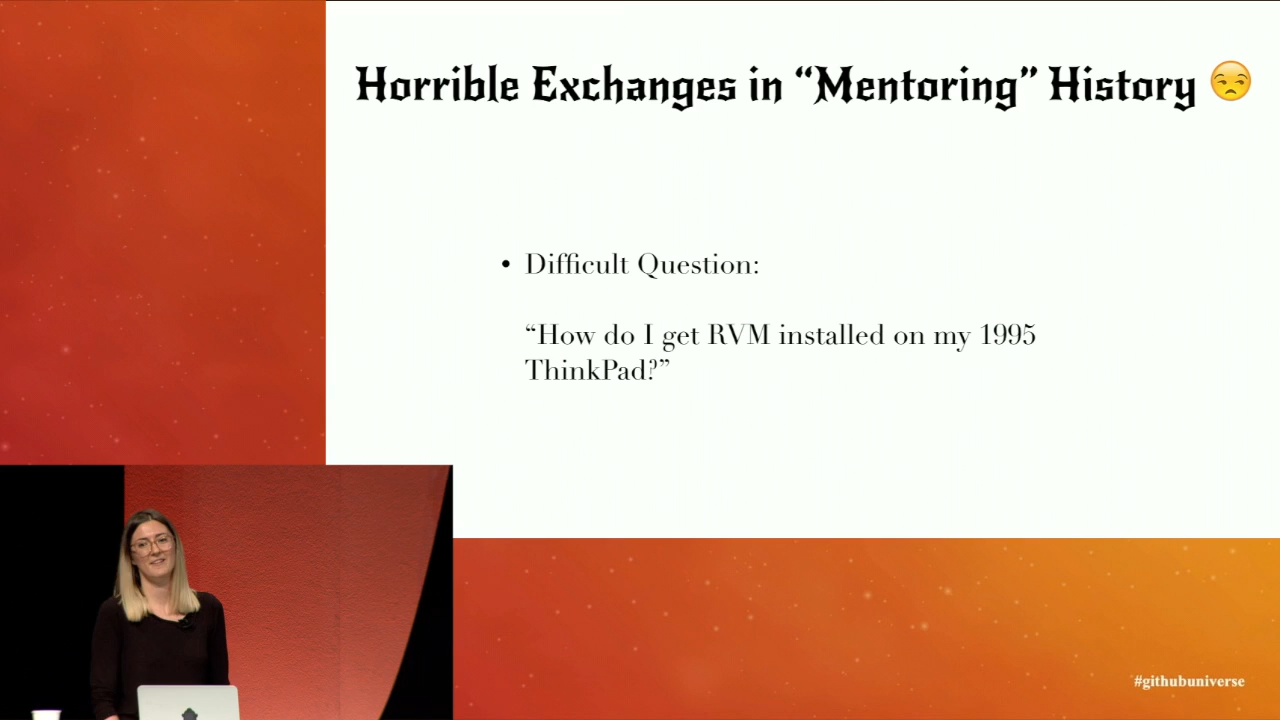 Horrible Exchanges in “Mentoring” History 😒
• Difficult Question:
“How do I get RVM installed on my 1995
ThinkPad?”
#githubuniverse